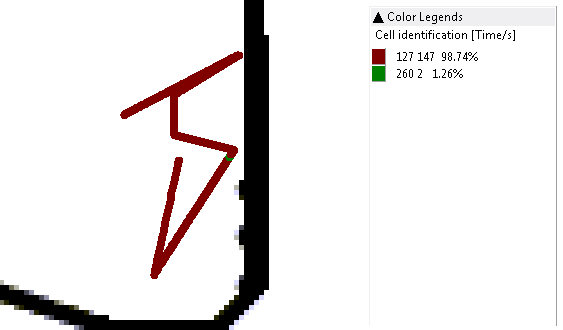 ▲ Color Legends
Cell identification [Time/s]
127 147 98.74%
260 2 1.26%